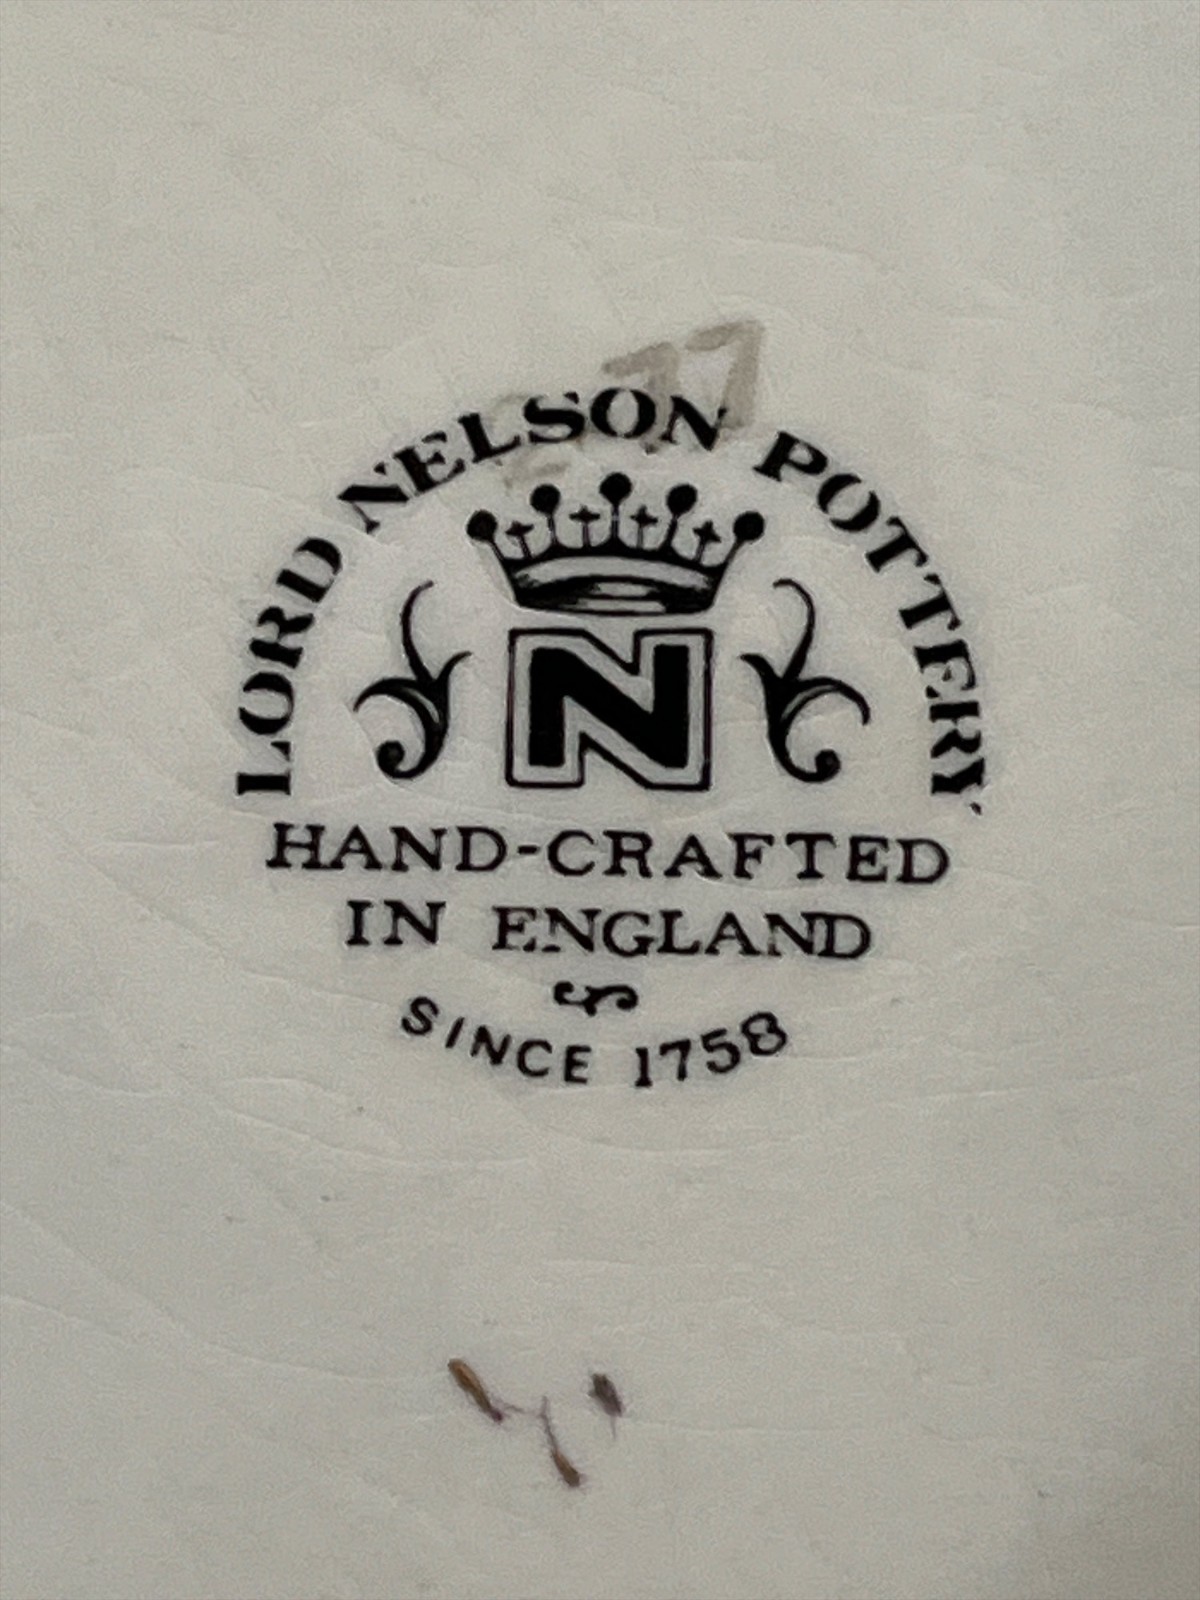 LORD NELSON POTTERY
N
HAND-CRAFTED
IN ENGLAND
SINCE 1758